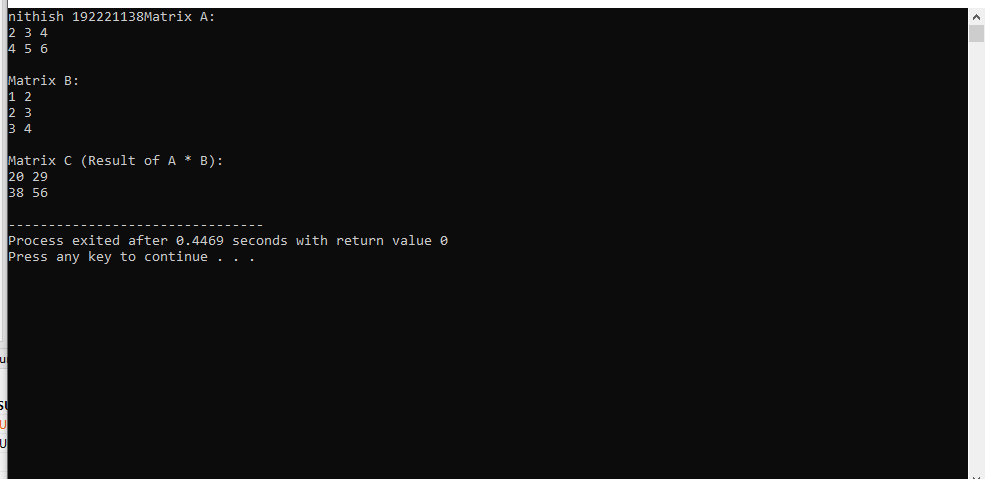 nithish 192221138Matrix A:
2 3 4
4 5 6
Matrix B:
1 2
2 3
3 4
Matrix C (Result of A * B):
20 29
38 56
--------------------------------
Process exited after 0.4469 seconds with return value 0
Press any key to continue . . .